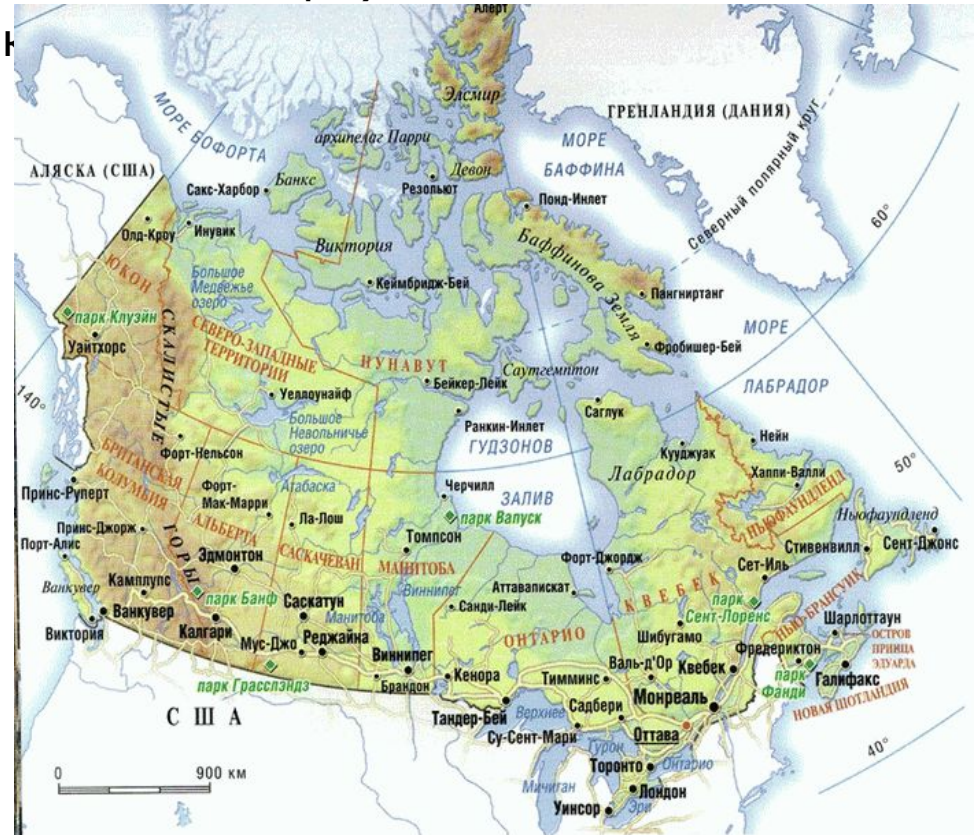 Алерт
Элсмир
ГРЕНЛАНДИЯ (ДАНИЯ)
МОРЕ БОФОРТА
архипелаг Парри
МОРЕ
БАФФИНА
Северный полярный круг
АЛЯСКА (США)
Девон
Сакс-Харбор
Банкс
Резольют
Понд-Инлет
60°
Олд-Кроу
Инувик
Виктория
Баффинова Земля
ЮКОН
Большое
Медвежье
озеро
Кеймбридж-Бей
Пангниртанг
парк Клуэйн
СКАЛИСТЫЕ
ГОРЫ
Уайтхорс
СЕВЕРО-ЗАПАДНЫЕ
ТЕРРИТОРИИ
НУНАВУТ
Фробишер-Бей
МОРЕ
ЛАБРАДОР
Саутгемптон
Бейкер-Лейк
140°
Уеллоунайф
Саглук
Большое
Невольничье
озеро
Ранкин-Инлет
ГУДЗОНОВ
ЗАЛИВ
Кууджуак
Нейн
Форт-Нельсон
БРИТАНСКАЯ
КОЛУМБИЯ
Лабрадор
Хаппи-Валли
50°
Принс-Руперт
Форт-
Мак-Марри
Атабаска
Черчилл
парк Вапуск
НЬЮФАУНДЛЕНД
Ньюфаундленд
Принс-Джорж
АЛЬБЕРТА
Ла-Лош
Порт-Алис
Эдмонтон
САСКАЧЕВАН
Томпсон
МАНИТОБА
Форт-Джордж
Стивенвилл
Сент-Джонс
Сет-Иль
Ванкувер
Камплупс
парк Банф
Саскатун
Виннипег
Аттавапискат
КВЕБЕК
парк
Сент-Лоренс
НЬЮ-БРАНСУИК
Ванкувер
Калгари
Манитоба
Санди-Лейк
Шарлоттаун
Виктория
Мус-Джо
Реджайна
ОНТАРИО
Шибугамо
Фредериктон
ОСТРОВ
ПРИНЦА
ЭДУАРДА
Виннипег
Валь-д'Ор
Квебек
парк
Фанди
Галифакс
парк Грасслэндз
Брандон
Кенора
Тимминс
Монреаль
НОВАЯ ШОТЛАНДИЯ
США
Тандер-Бей
Верхнее
Садбери
Су-Сент-Мари
Оттава
40°
Гурон
Торонто
Онтарио
0
900 км
Мичиган
Лондон
Уинсор
Эри